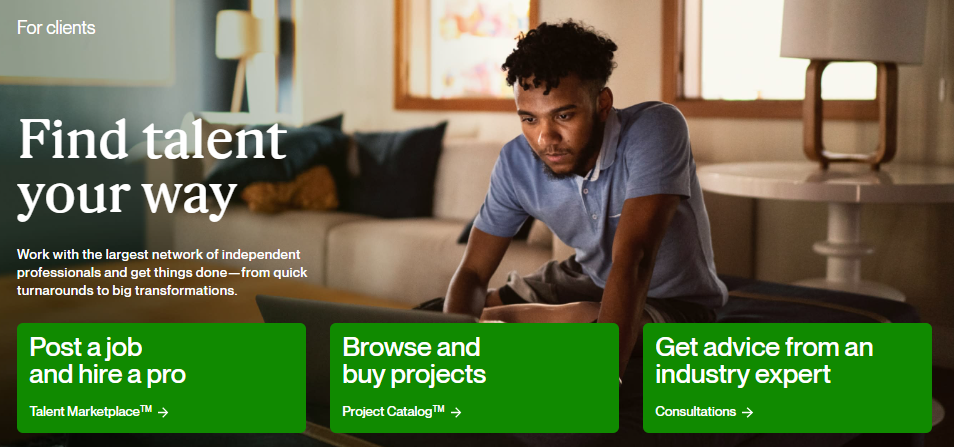 For clients
Find talent
your way
Work with the largest network of independent
professionals and get things done—from quick
turnarounds to big transformations.
Post a job
and hire a pro
Talent Marketplace™ →
Browse and
buy projects
Project Catalog™ →
Get advice from an
industry expert
Consultations →